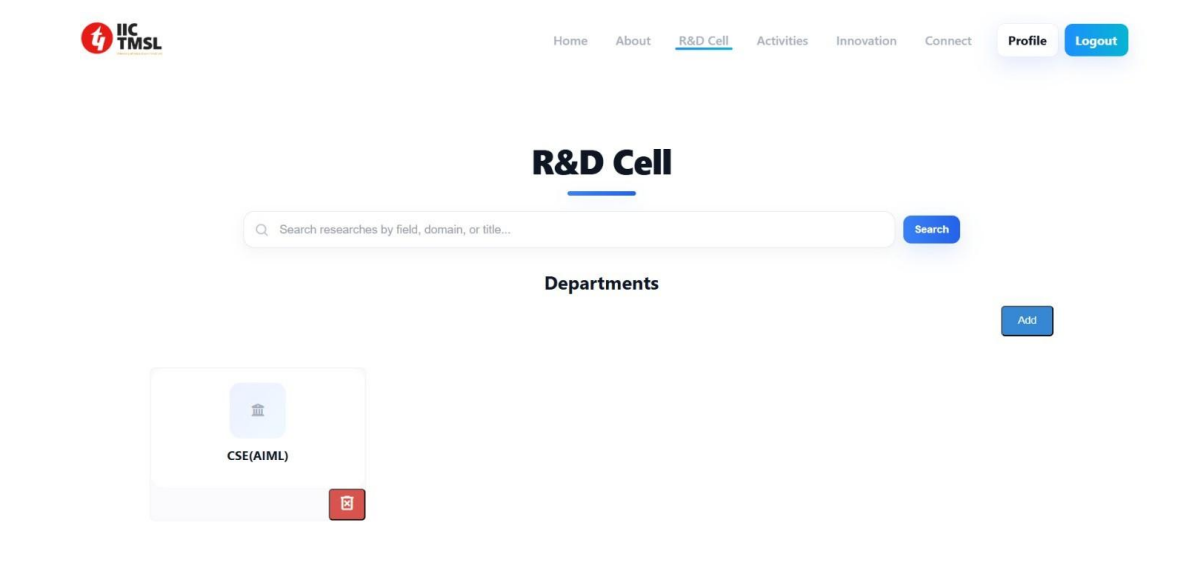 IIC
TMSL
Home About R&D Cell Activities Innovation Connect Profile Logout
R&D Cell
Search researches by field, domain, or title... Search
Departments
Add
CSE(AIML)